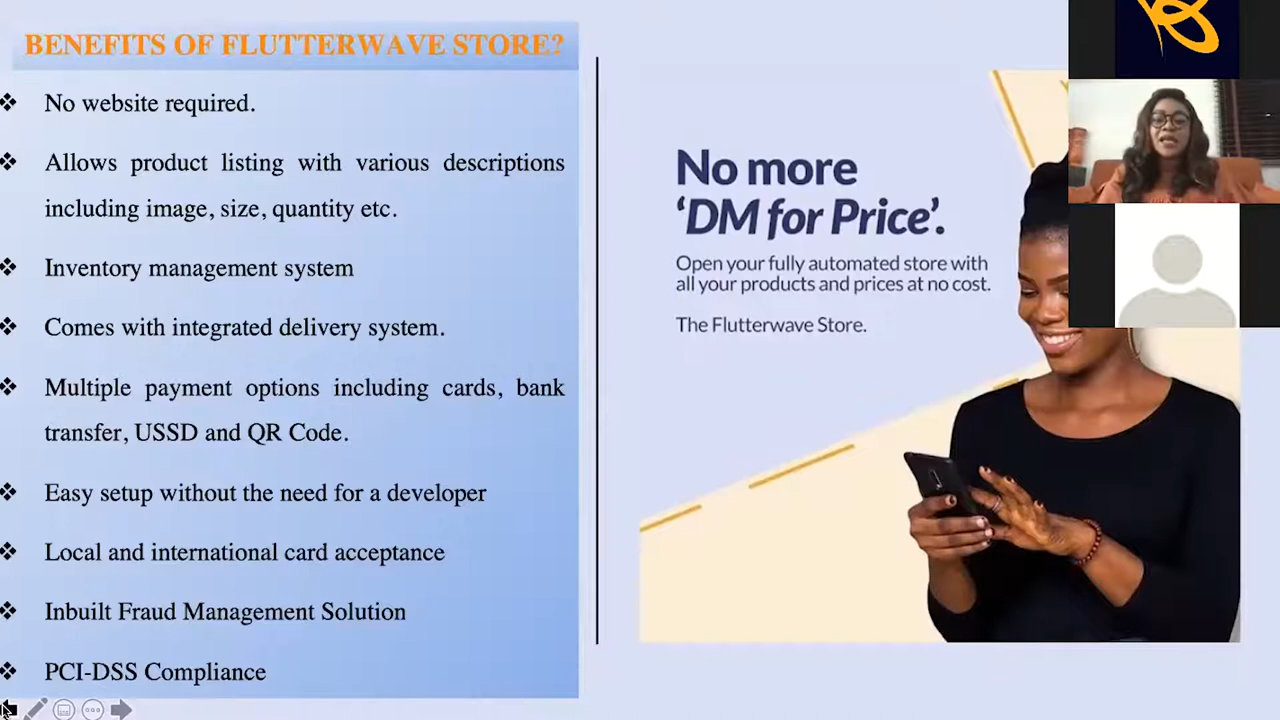 BENEFITS OF FLUTTERWAVE STORE?
No website required.
Allows product listing with various descriptions
including image, size, quantity etc.
Inventory management system
Comes with integrated delivery system.
Multiple payment options including cards, bank
transfer, USSD and QR Code.
Easy setup without the need for a developer
Local and international card acceptance
Inbuilt Fraud Management Solution
PCI-DSS Compliance
No more
‘DM for Price’.
Open your fully automated store with
all your products and prices at no cost.
The Flutterwave Store.